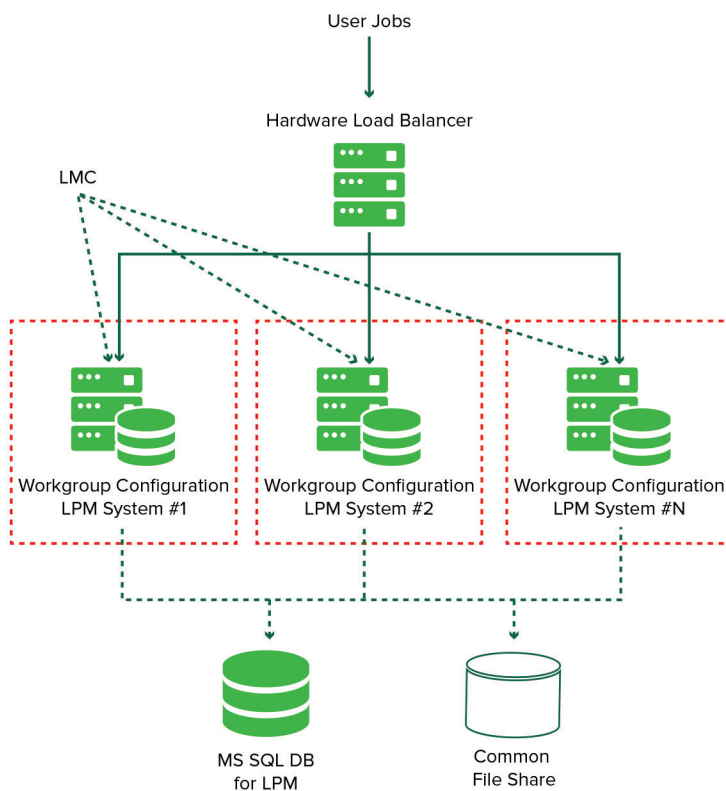 User Jobs
Hardware Load Balancer
LMC
Workgroup Configuration
LPM System #1
Workgroup Configuration
LPM System #2
Workgroup Configuration
LPM System #N
MS SQL DB
for LPM
Common
File Share